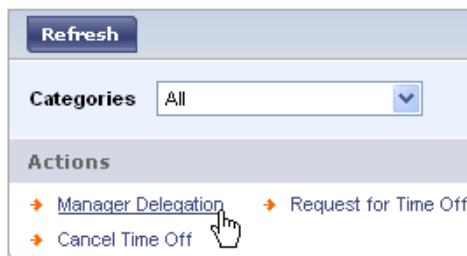 Refresh
Categories All
Actions
Manager Delegation Request for Time Off
Cancel Time Off